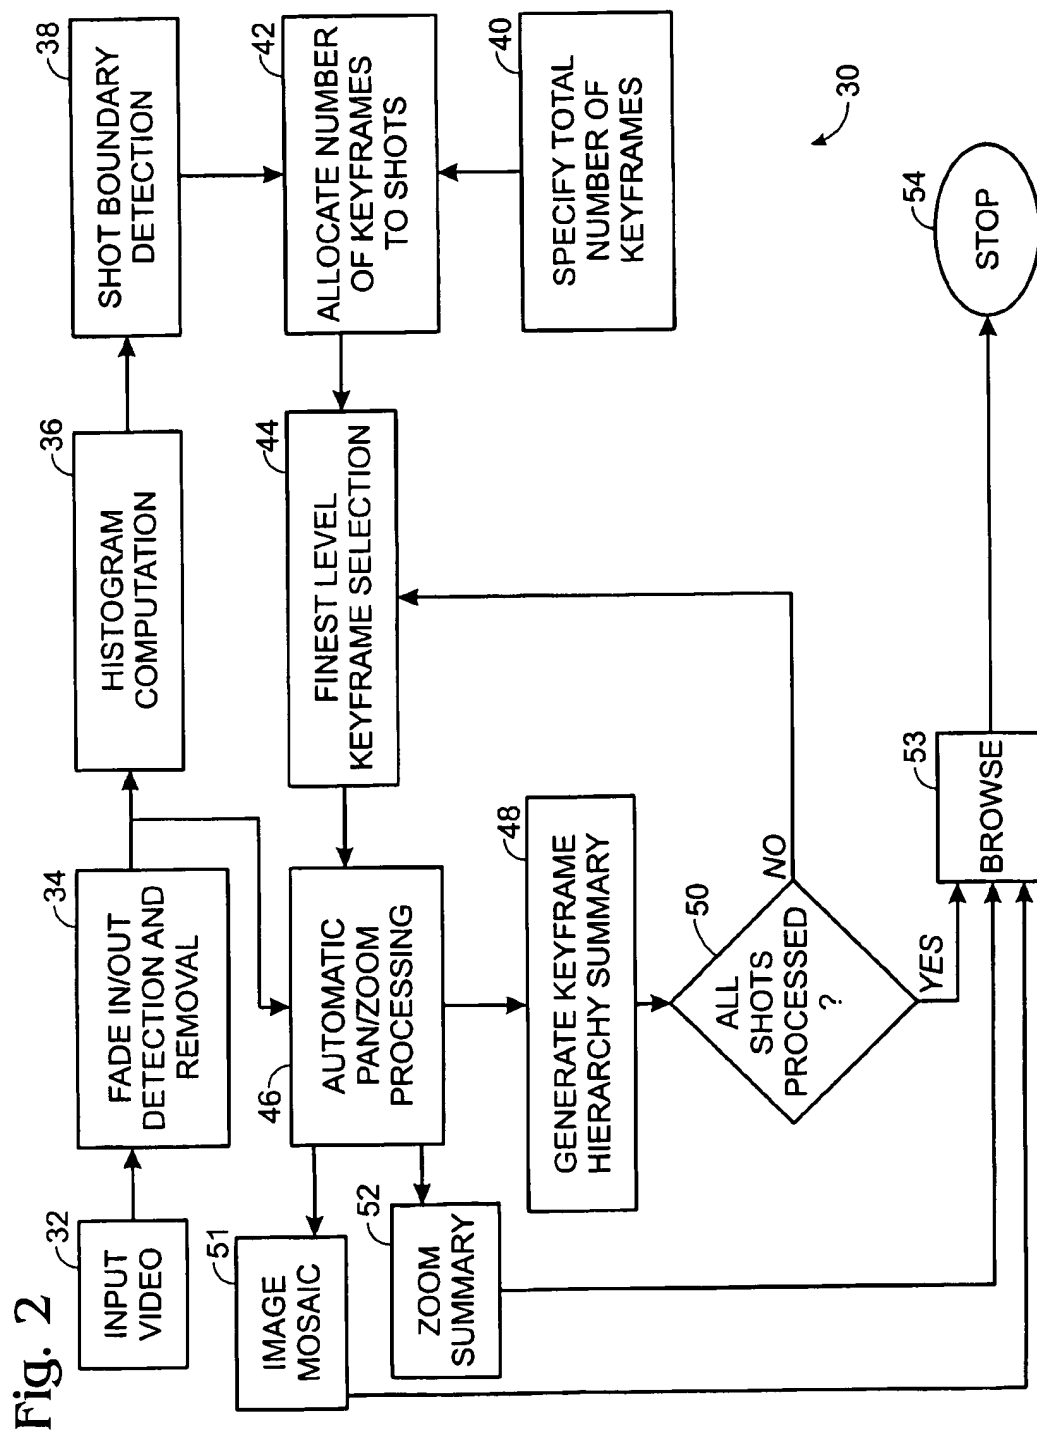 Fig. 2
32
INPUT
VIDEO
34
FADE IN/OUT
DETECTION AND
REMOVAL
36
HISTOGRAM
COMPUTATION
38
SHOT BOUNDARY
DETECTION
51
IMAGE
MOSAIC
46
AUTOMATIC
PAN/ZOOM
PROCESSING
44
FINEST LEVEL
KEYFRAME SELECTION
42
ALLOCATE NUMBER
OF KEYFRAMES
TO SHOTS
52
ZOOM
SUMMARY
48
GENERATE KEYFRAME
HIERARCHY SUMMARY
40
SPECIFY TOTAL
NUMBER OF
KEYFRAMES
50
ALL
SHOTS
PROCESSED
?
NO
YES
30
53
BROWSE
54
STOP